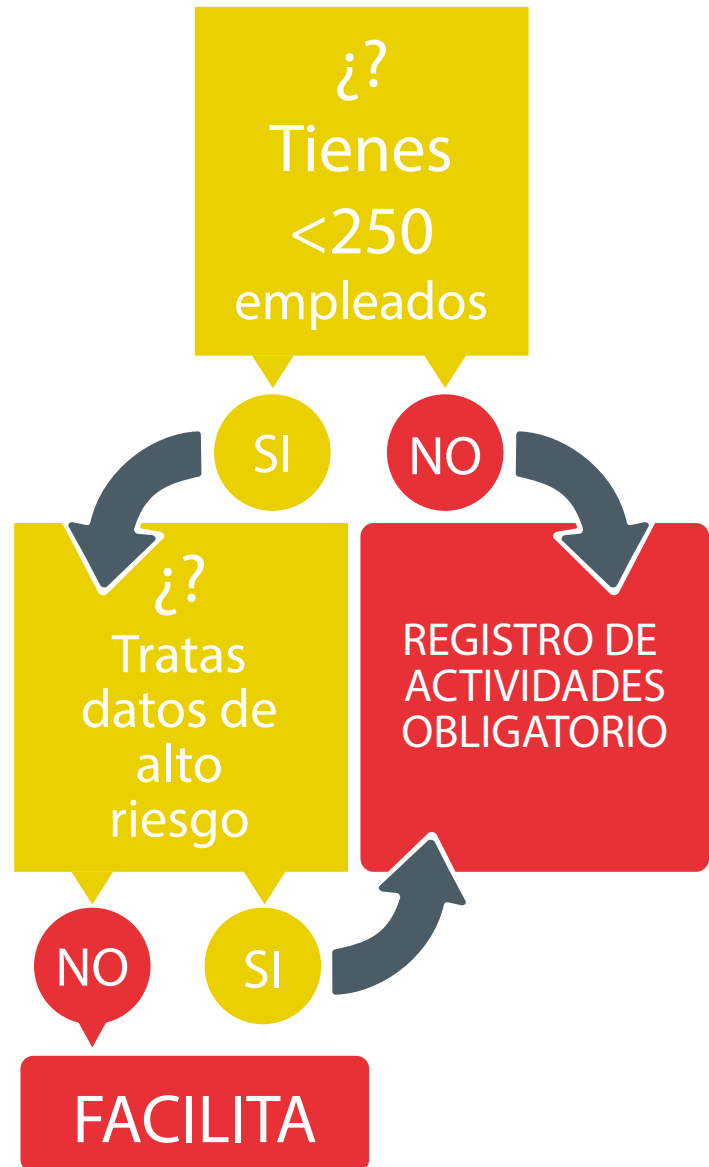 ¿?
Tienes
<250
empleados
SI
NO
¿?
Tratas
datos de
alto
riesgo
REGISTRO DE
ACTIVIDADES
OBLIGATORIO
NO
SI
FACILITA